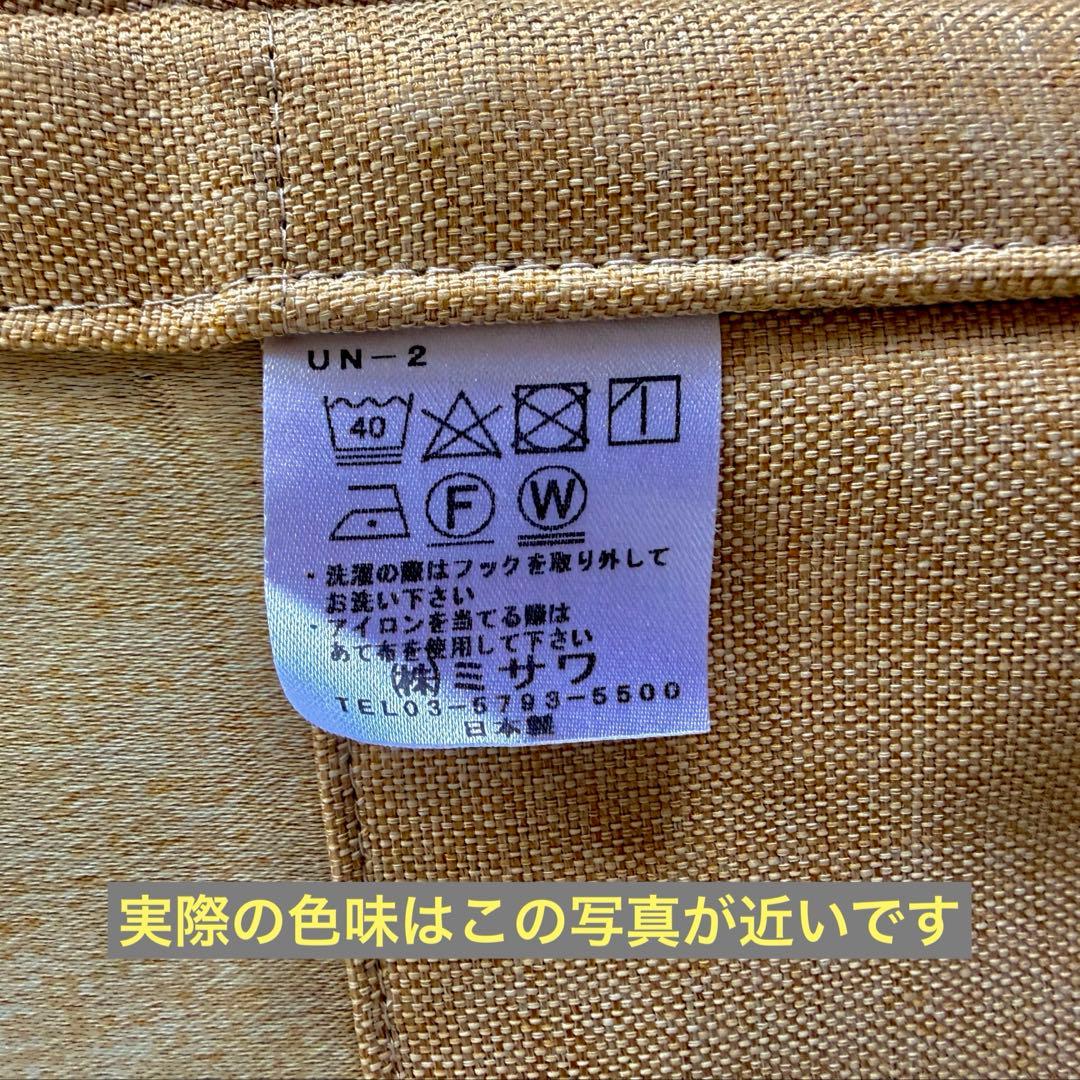 UN-2
40
F W
・洗濯の際はフックを取り外して
お洗い下さい
・アイロンを当てる際は
あて布を使用して下さい
(株)ミサワ
TEL03-5793-5500
日本製
実際の色味はこの写真が近いです